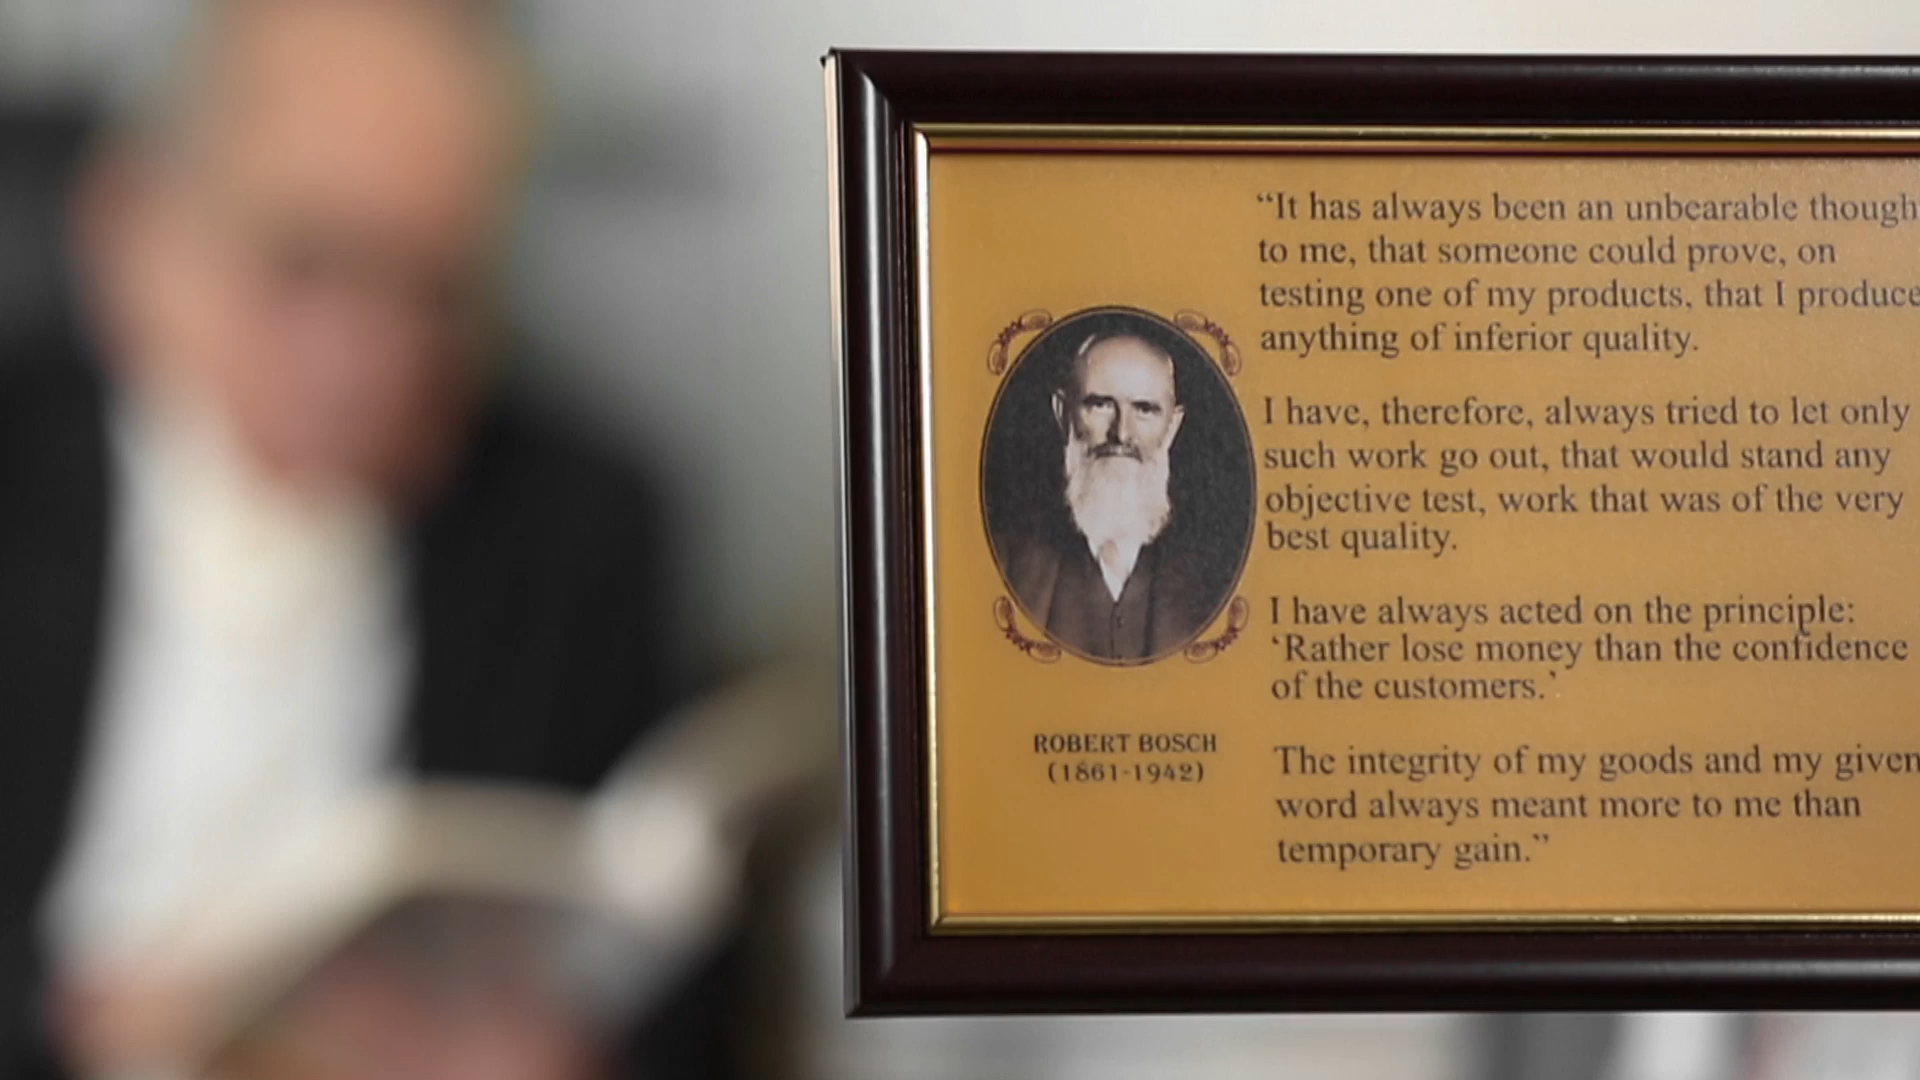 “It has always been an unbearable though
to me, that someone could prove, on
testing one of my products, that I produce
anything of inferior quality.
I have, therefore, always tried to let only
such work go out, that would stand any
objective test, work that was of the very
best quality.
I have always acted on the principle:
‘Rather lose money than the confidence
of the customers.’
The integrity of my goods and my given
word always meant more to me than
temporary gain.”
ROBERT BOSCH
(1861-1942)